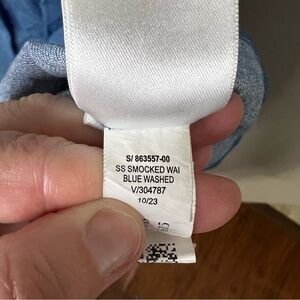 S/ 863557-00
SS SMOCKED WAI
BLUE WASHED
V/304787
10/23